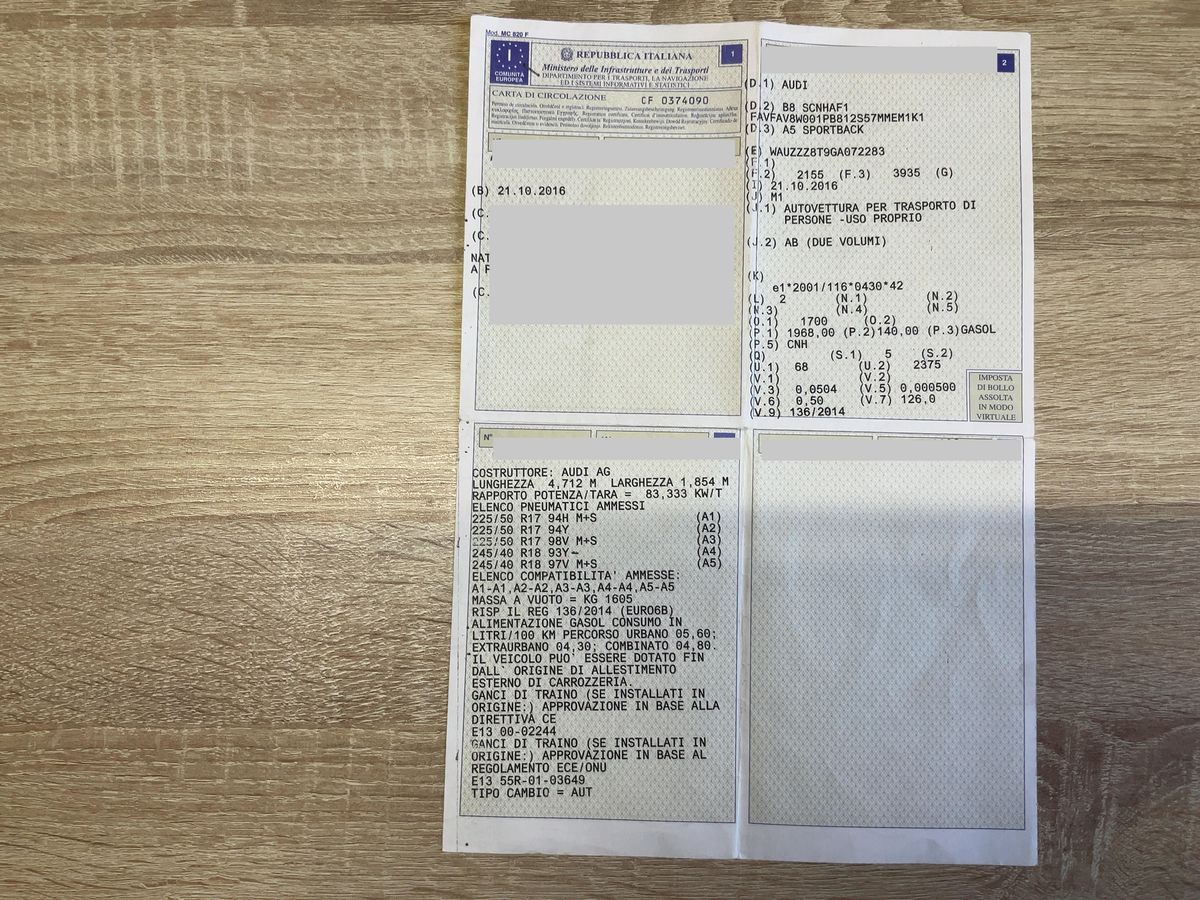 Mod. MC 820 F
I
COMUNITÀ
EUROPEA
REPUBBLICA ITALIANA
Ministero delle Infrastrutture e dei Trasporti
DIPARTIMENTO PER I TRASPORTI, LA NAVIGAZIONE
ED I SISTEMI INFORMATIVI E STATISTICI
1
CARTA DI CIRCOLAZIONE CF 0374090
(B) 21.10.2016
(C.
(C.
NAT
A F
(C.
2
(D.1) AUDI
(D.2) B8 SCNHAF1
FAVFAV8W001PB812S57MMEM1K1
(D.3) A5 SPORTBACK
(E) WAUZZZ8T9GA072283
(F.1)
(F.2) 2155 (F.3) 3935 (G)
(I) 21.10.2016
(J) M1
(J.1) AUTOVETTURA PER TRASPORTO DI
PERSONE -USO PROPRIO
(J.2) AB (DUE VOLUMI)
(K)
e1*2001/116*0430*42
(L) 2 (N.1) (N.2)
(N.3) (N.4) (N.5)
(O.1) 1700 (O.2)
(P.1) 1968,00 (P.2)140,00 (P.3)GASOL
(P.5) CNH
(Q) (S.1) 5 (S.2)
(U.1) 68 (U.2) 2375
(V.1) (V.2)
(V.3) 0,0504 (V.5) 0,000500
(V.6) 0,50 (V.7) 126,0
(V.9) 136/2014
IMPOSTA
DI BOLLO
ASSOLTA
IN MODO
VIRTUALE
N°
COSTRUTTORE: AUDI AG
LUNGHEZZA 4,712 M LARGHEZZA 1,854 M
RAPPORTO POTENZA/TARA = 83,333 KW/T
ELENCO PNEUMATICI AMMESSI
225/50 R17 94H M+S (A1)
225/50 R17 94Y (A2)
225/50 R17 98V M+S (A3)
245/40 R18 93Y (A4)
245/40 R18 97V M+S (A5)
ELENCO COMPATIBILITA' AMMESSE:
A1-A1,A2-A2,A3-A3,A4-A4,A5-A5
MASSA A VUOTO = KG 1605
RISP IL REG 136/2014 (EURO6B)
ALIMENTAZIONE GASOL CONSUMO IN
LITRI/100 KM PERCORSO URBANO 05,60;
EXTRAURBANO 04,30; COMBINATO 04,80.
IL VEICOLO PUO' ESSERE DOTATO FIN
DALL` ORIGINE DI ALLESTIMENTO
ESTERNO DI CARROZZERIA.
GANCI DI TRAINO (SE INSTALLATI IN
ORIGINE:) APPROVAZIONE IN BASE ALLA
DIRETTIVA CE
E13 00-02244
GANCI DI TRAINO (SE INSTALLATI IN
ORIGINE:) APPROVAZIONE IN BASE AL
REGOLAMENTO ECE/ONU
E13 55R-01-03649
TIPO CAMBIO = AUT